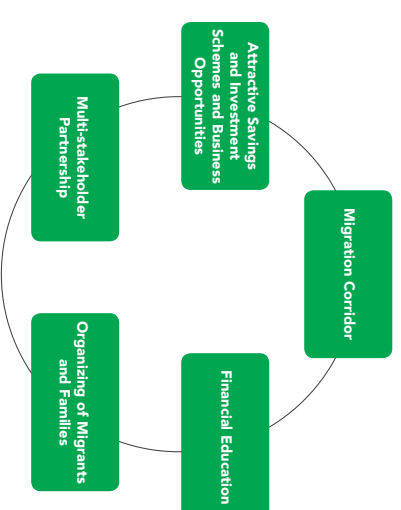 Migration Corridor
Attractive Savings
and Investment
Schemes and Business
Opportunities
Financial Education
Multi-stakeholder
Partnership
Organizing of Migrants
and Families